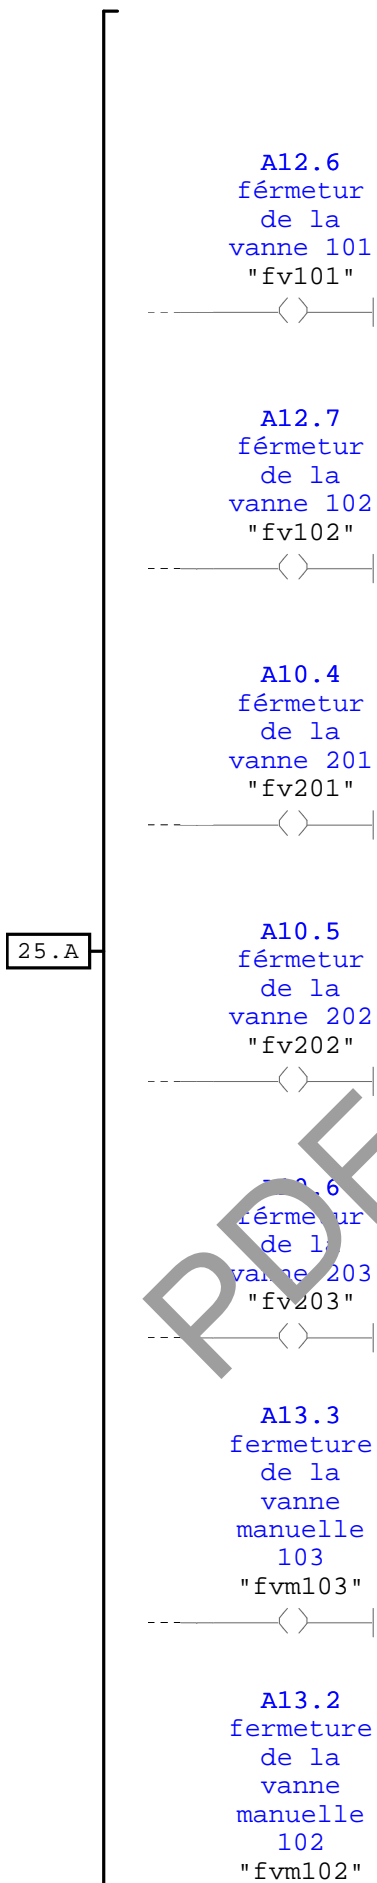 A12.6
férmetur
de la
vanne 101
"fv101"
A12.7
férmetur
de la
vanne 102
"fv102"
A10.4
férmetur
de la
vanne 201
"fv201"
25.A
A10.5
férmetur
de la
vanne 202
"fv202"
férmetur
de la
vanne 203
"fv203"
A13.3
fermeture
de la
vanne
manuelle
103
"fvm103"
A13.2
fermeture
de la
vanne
manuelle
102
"fvm102"
PDF